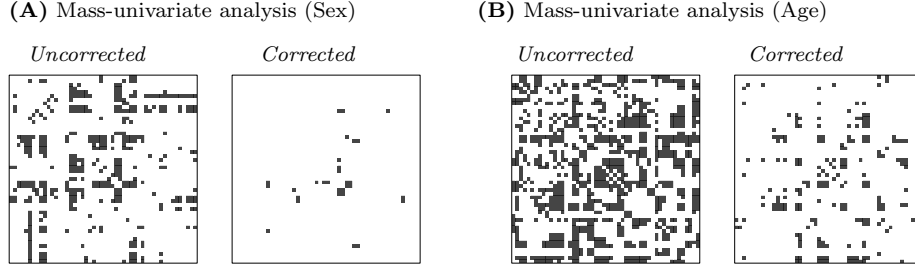 (A) Mass-univariate analysis (Sex)
Uncorrected Corrected
(B) Mass-univariate analysis (Age)
Uncorrected Corrected